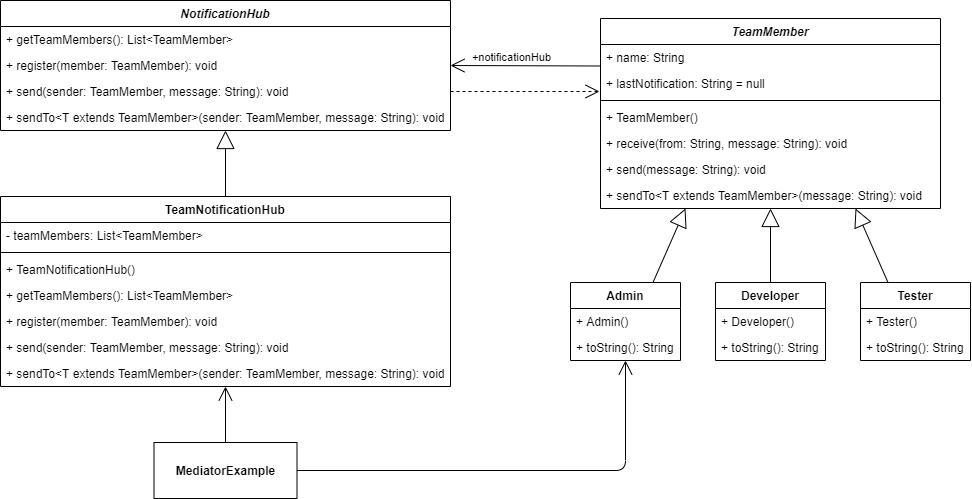 NotificationHub
+ getTeamMembers(): List<TeamMember>
+ register(member: TeamMember): void
+ send(sender: TeamMember, message: String): void
+ sendTo<T extends TeamMember>(sender: TeamMember, message: String): void
+notificationHub
TeamMember
+ name: String
+ lastNotification: String = null
+ TeamMember()
+ receive(from: String, message: String): void
+ send(message: String): void
+ sendTo<T extends TeamMember>(message: String): void
TeamNotificationHub
- teamMembers: List<TeamMember>
+ TeamNotificationHub()
+ getTeamMembers(): List<TeamMember>
+ register(member: TeamMember): void
+ send(sender: TeamMember, message: String): void
+ sendTo<T extends TeamMember>(sender: TeamMember, message: String): void
Admin
+ Admin()
+ toString(): String
Developer
+ Developer()
+ toString(): String
Tester
+ Tester()
+ toString(): String
MediatorExample